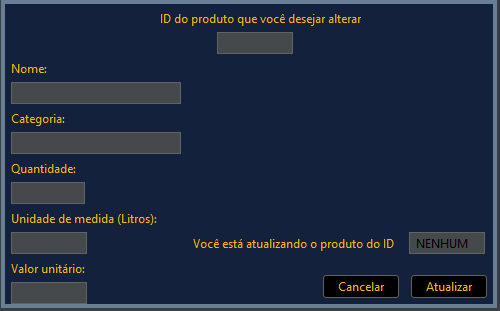 ID do produto que você desejar alterar
Nome:
Categoria:
Quantidade:
Unidade de medida (Litros):
Você está atualizando o produto do ID NENHUM
Valor unitário:
Cancelar Atualizar